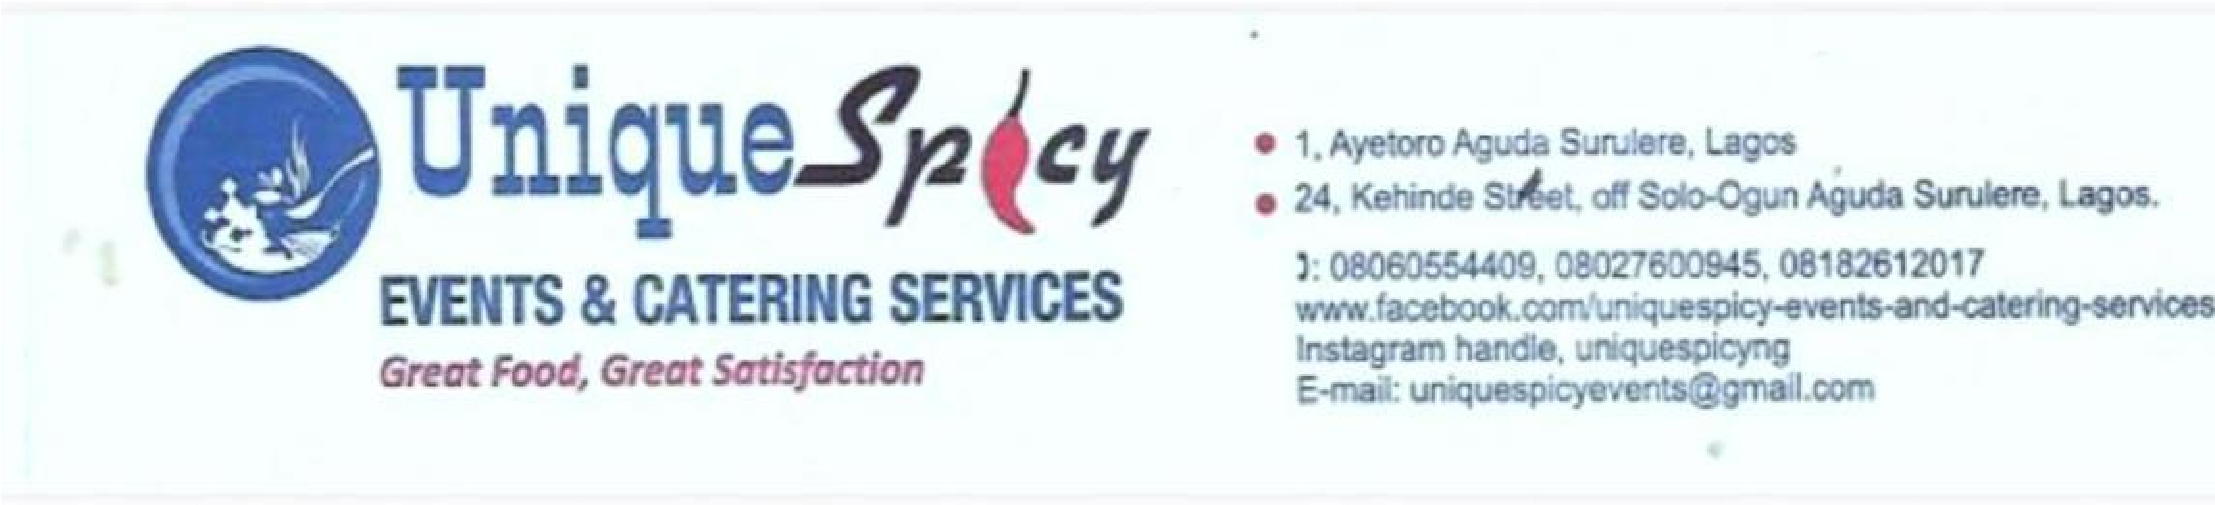 UniqueSpicy
EVENTS & CATERING SERVICES
Great Food, Great Satisfaction
1, Ayetoro Aguda Surulere, Lagos
24, Kehinde Street, off Solo-Ogun Aguda Surulere, Lagos.
: 08060554409, 08027600945, 08182612017
www.facebook.com/uniquespicy-events-and-catering-services
Instagram handle, uniquespicyng
E-mail: uniquespicyevents@gmail.com